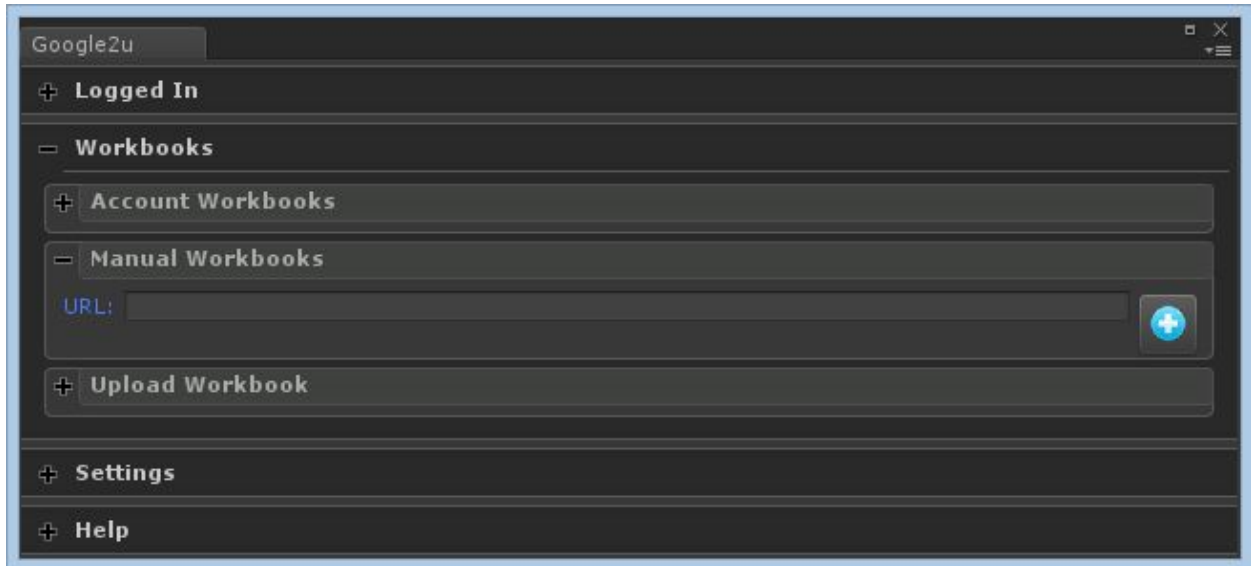 Google2u
Logged In
Workbooks
Account Workbooks
Manual Workbooks
URL:
Upload Workbook
Settings
Help